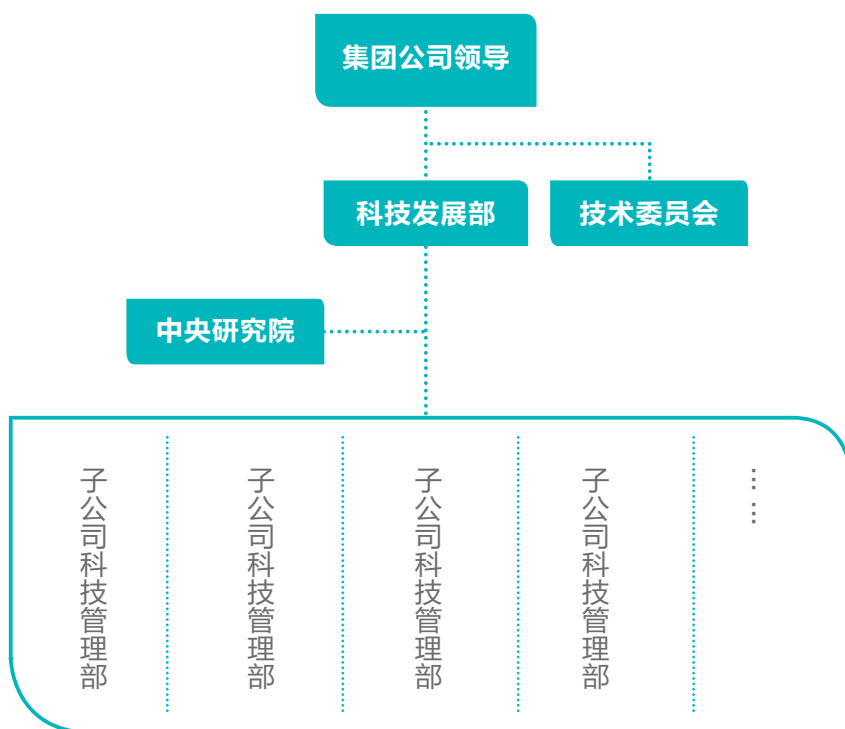 集团公司领导
科技发展部
技术委员会
中央研究院
子公司科技管理部
子公司科技管理部
子公司科技管理部
子公司科技管理部
……